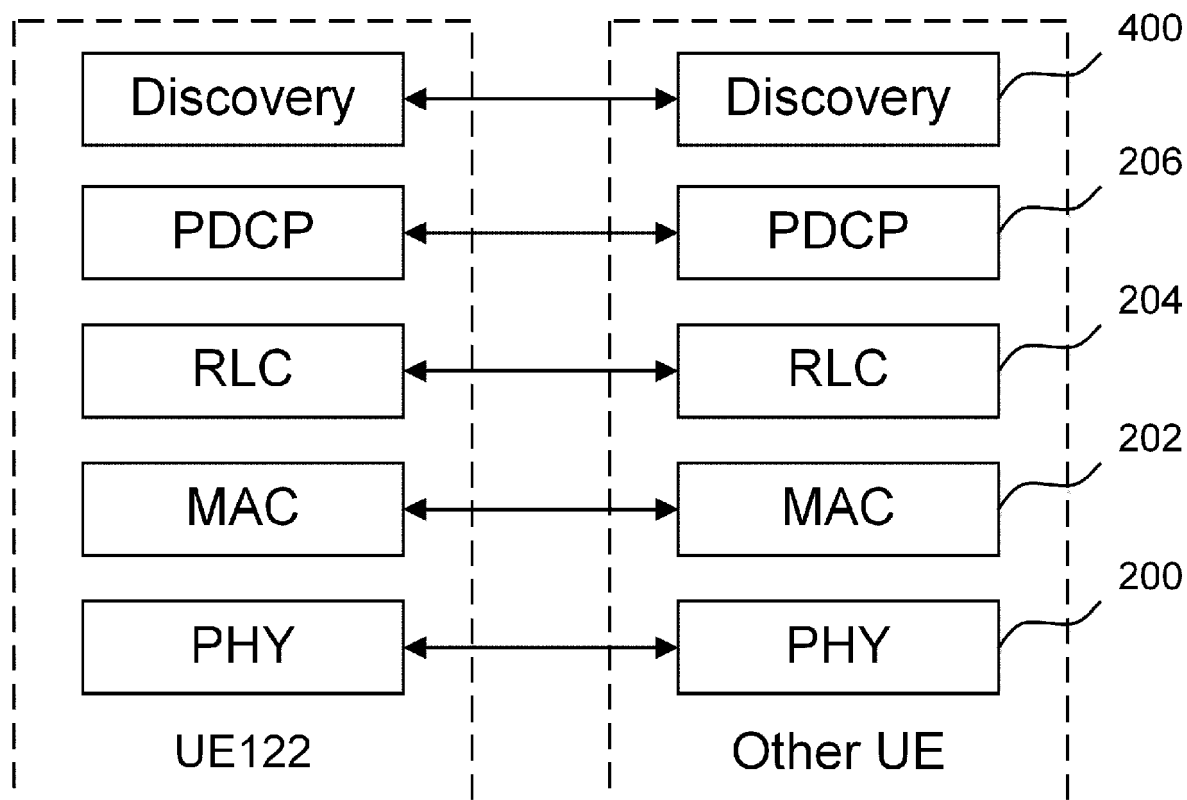 400
Discovery Discovery
206
PDCP PDCP
204
RLC RLC
202
MAC MAC
200
PHY PHY
UE122 Other UE